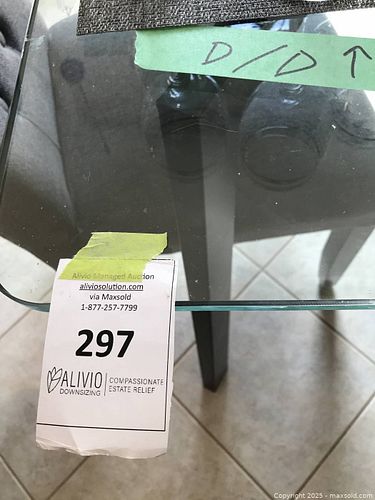 D/D ↑
Alivio Managed Auction
aliviosolution.com
via Maxsold
1-877-257-7799
297
ALIVIO
DOWNSIZING
COMPASSIONATE
ESTATE RELIEF
Copyright 2025 - maxsold.com